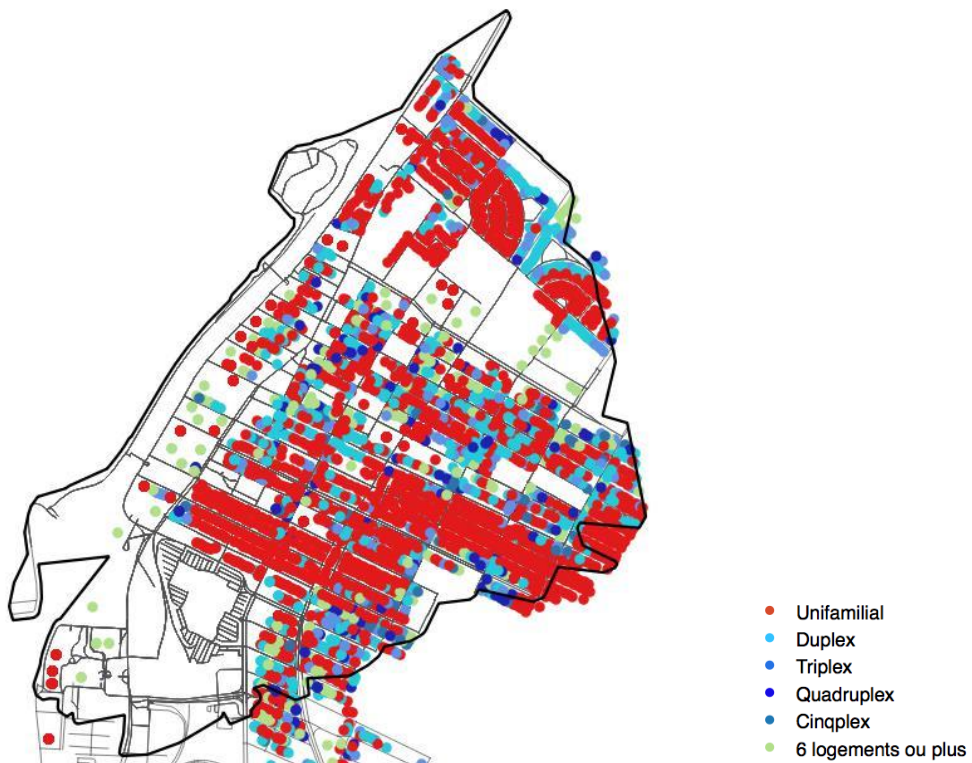 Unifamilial
Duplex
Triplex
Quadruplex
Cinqplex
6 logements ou plus